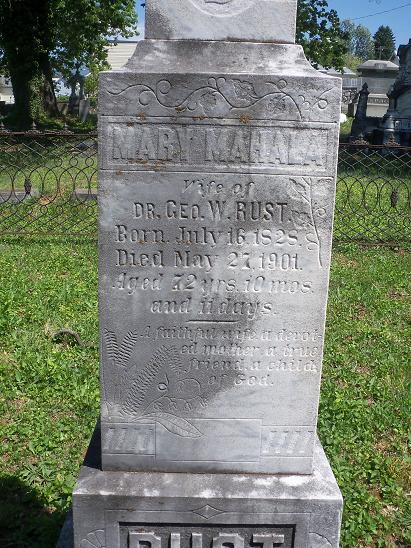 MARY MAHALA
Wife of
DR. GEO. W. RUST.
Born July 16, 1828.
Died May 27, 1901.
Aged 72 yrs. 10 mos.
and 11 days.
A faithful wife, a devot-
ed mother, a true
friend, a child,
of God.
RUST